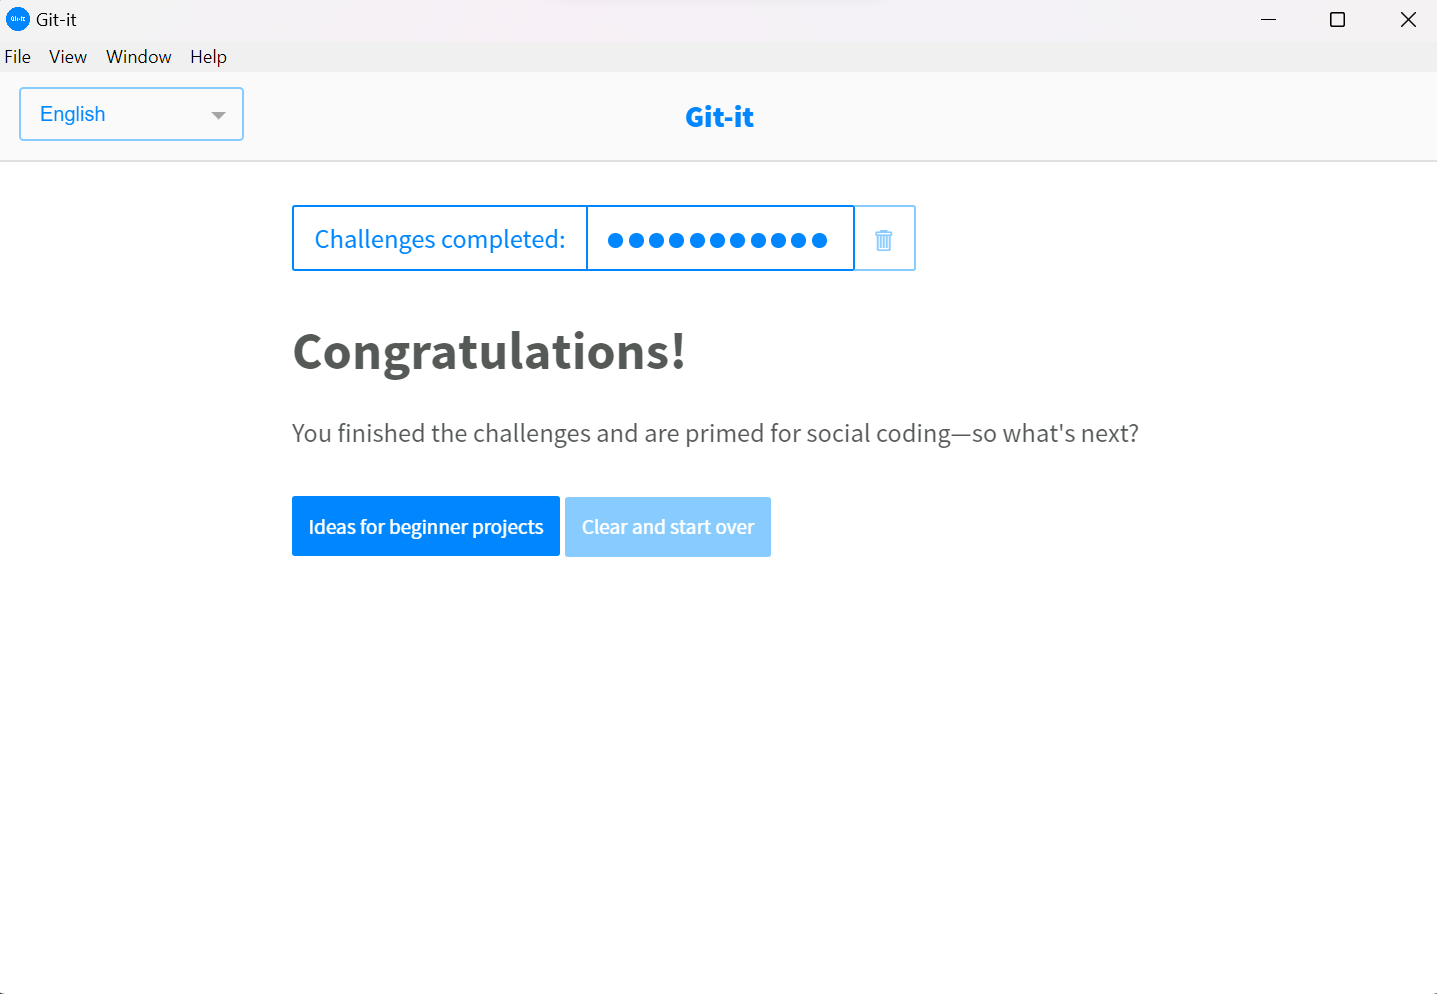 Git-it
File View Window Help
English
Git-it
Challenges completed:
Congratulations!
You finished the challenges and are primed for social coding—so what's next?
Ideas for beginner projects
Clear and start over